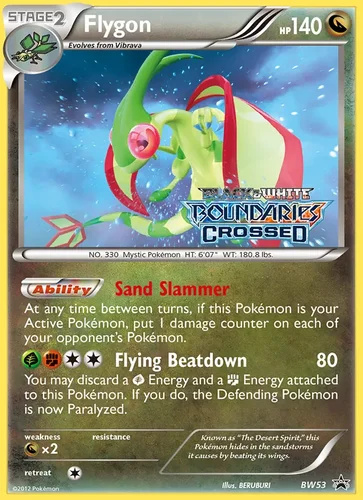 STAGE2
Flygon
HP140
Evolves from Vibrava
BLACK & WHITE
BOUNDARIES
CROSSED
NO. 330 Mystic Pokémon HT: 6'07" WT: 180.8 lbs.
Ability Sand Slammer
At any time between turns, if this Pokémon is your
Active Pokémon, put 1 damage counter on each of
your opponent's Pokémon.
Flying Beatdown 80
You may discard a Energy and a Energy attached
to this Pokémon. If you do, the Defending Pokémon
is now Paralyzed.
weakness resistance
×2
retreat
Known as "The Desert Spirit," this
Pokémon hides in the sandstorms
it causes by beating its wings.
©2012 Pokémon Illus. BERUBURI BW53